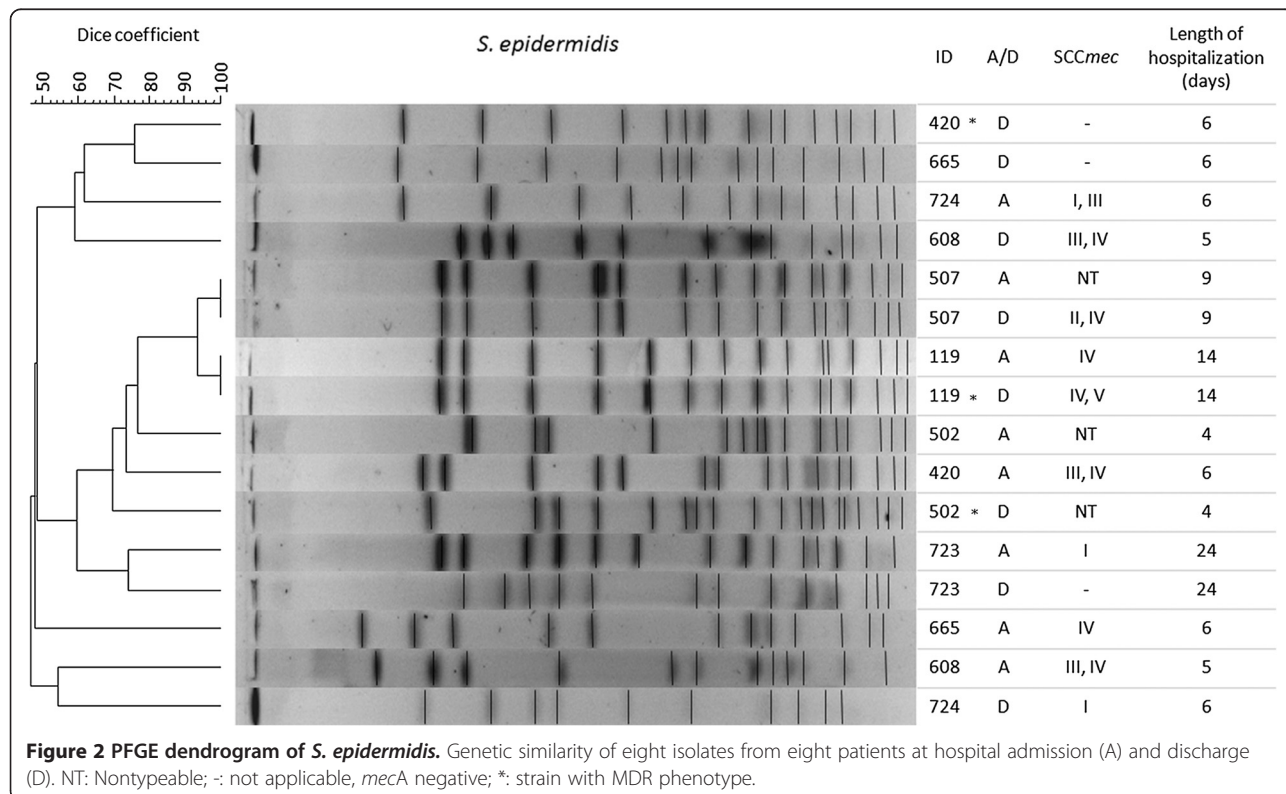 Dice coefficient
S. epidermidis
ID A/D SCCmec Length of hospitalization (days)
50 60 70 80 90 100
420 * D - 6
665 D - 6
724 A I, III 6
608 D III, IV 5
507 A NT 9
507 D II, IV 9
119 A IV 14
119 * D IV, V 14
502 A NT 4
420 A III, IV 6
502 * D NT 4
723 A I 24
723 D - 24
665 A IV 6
608 A III, IV 5
724 D I 6
Figure 2 PFGE dendrogram of S. epidermidis. Genetic similarity of eight isolates from eight patients at hospital admission (A) and discharge
(D). NT: Nontypeable; -: not applicable, mecA negative; *: strain with MDR phenotype.